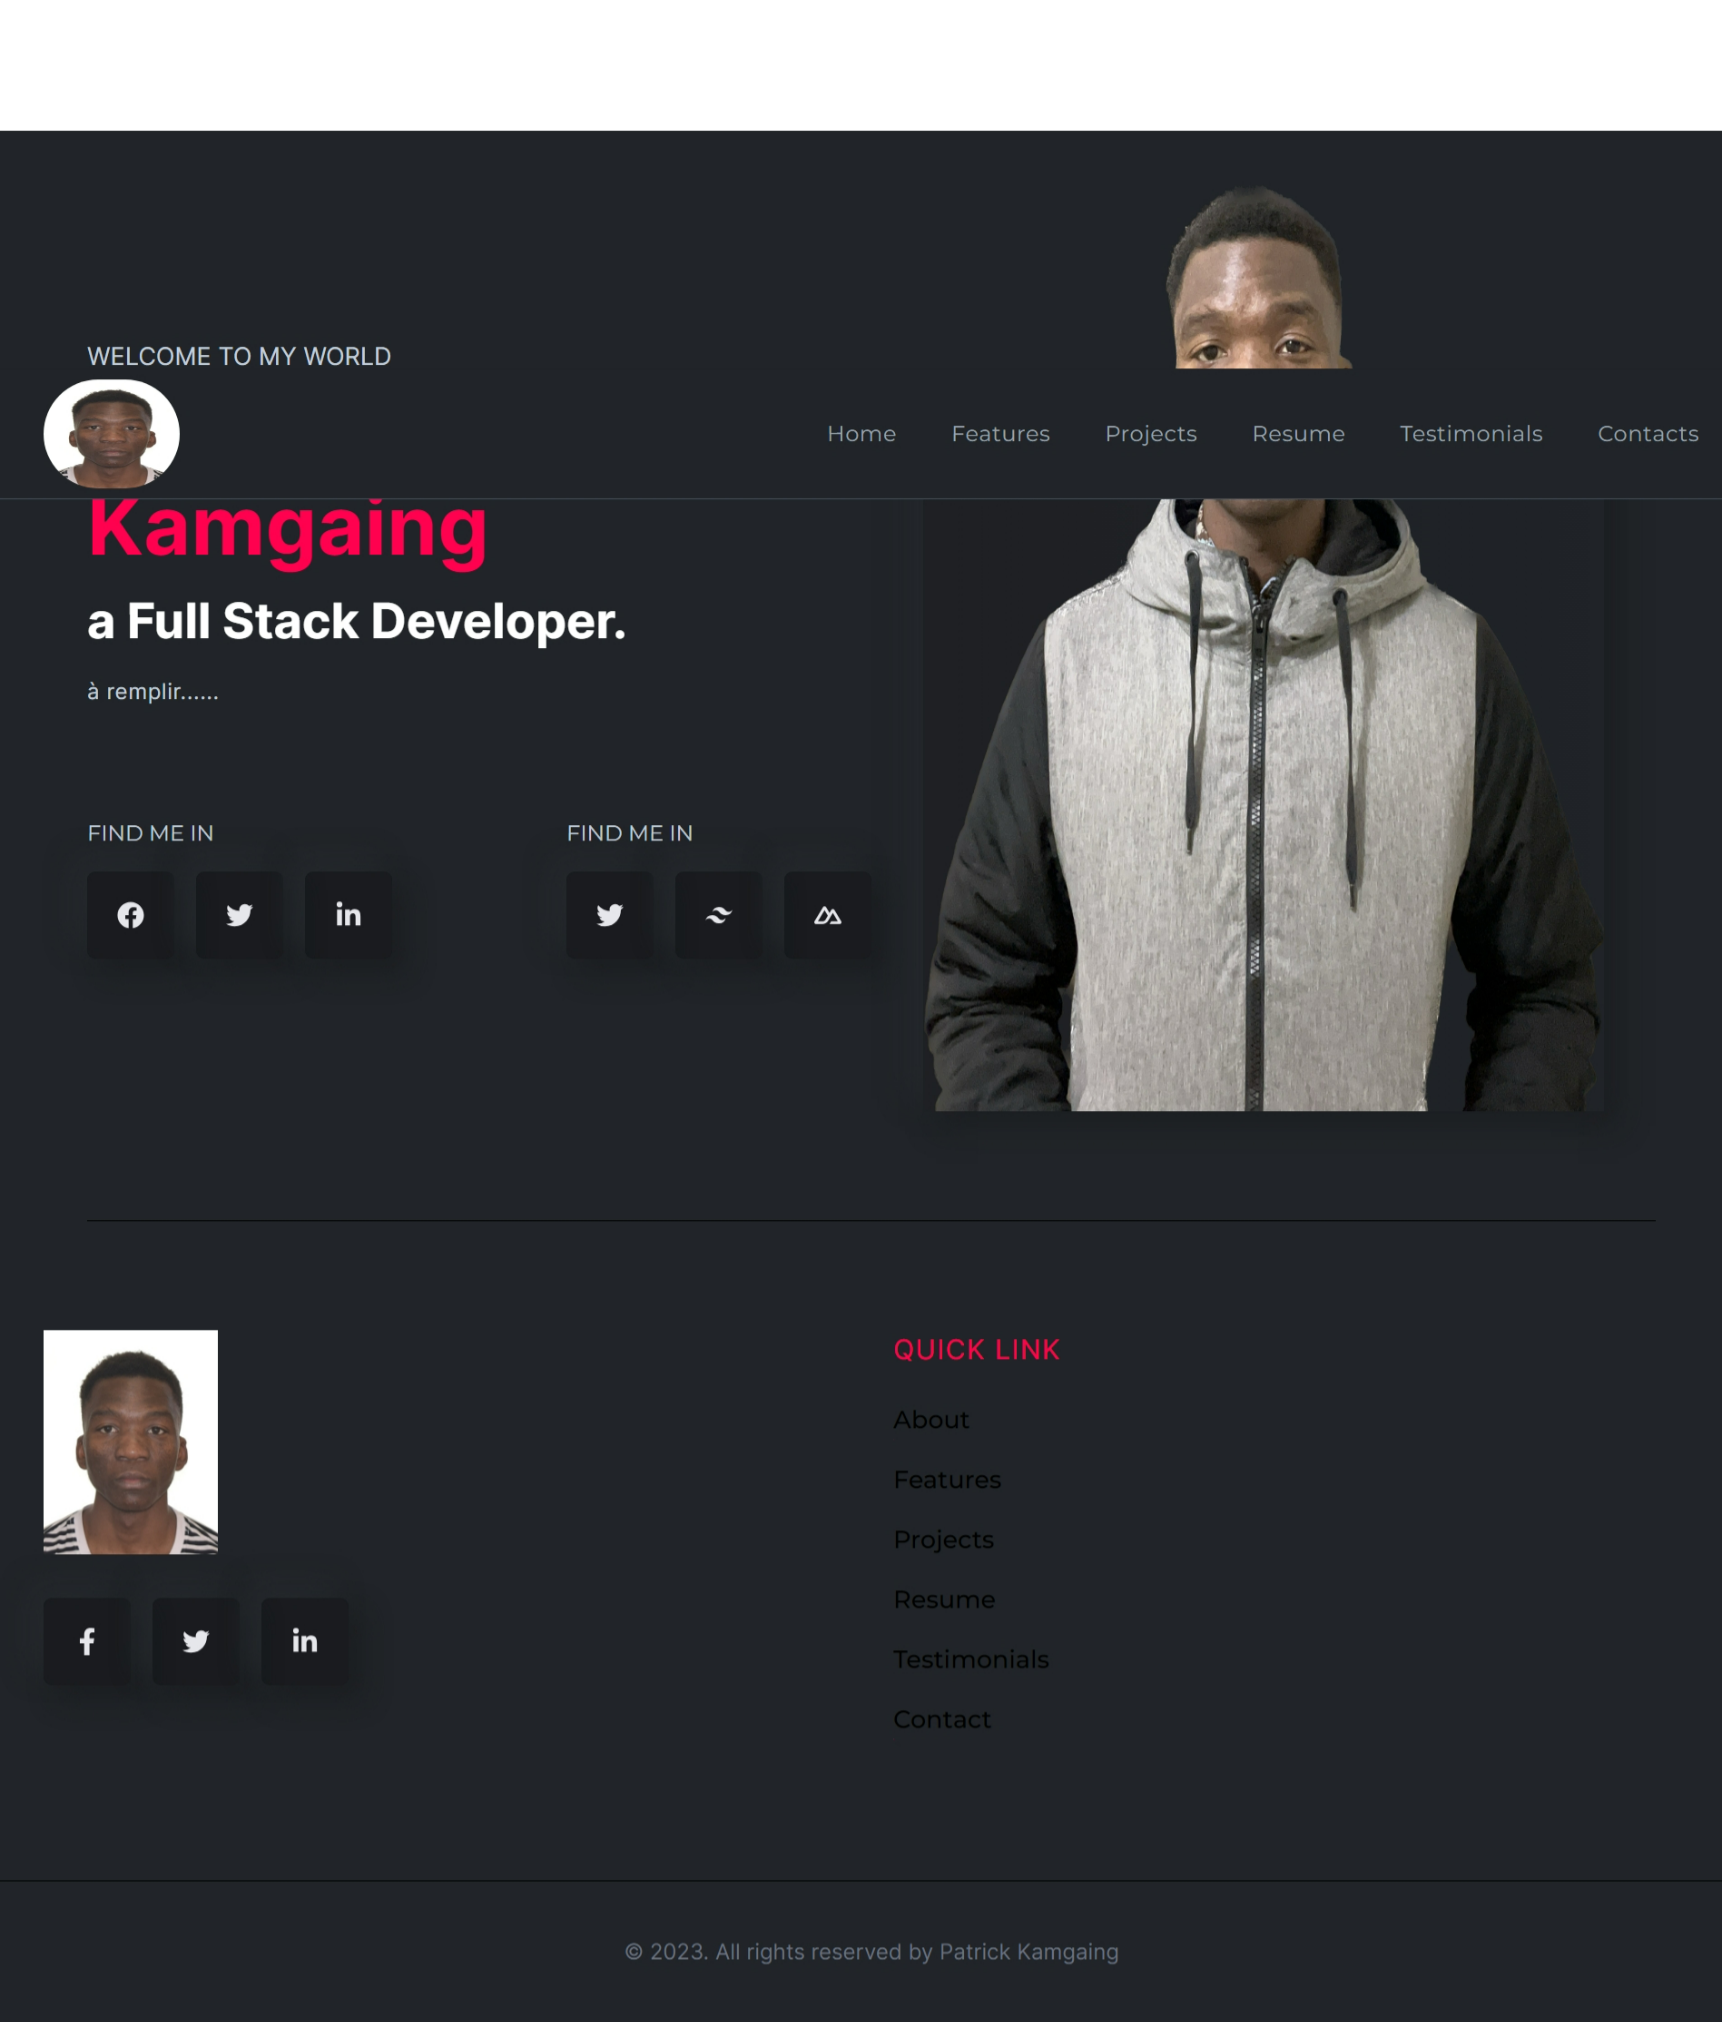 WELCOME TO MY WORLD
Home Features Projects Resume Testimonials Contacts
Kamgaing
a Full Stack Developer.
à remplir......
FIND ME IN
FIND ME IN
QUICK LINK
About
Features
Projects
Resume
Testimonials
Contact
© 2023. All rights reserved by Patrick Kamgaing